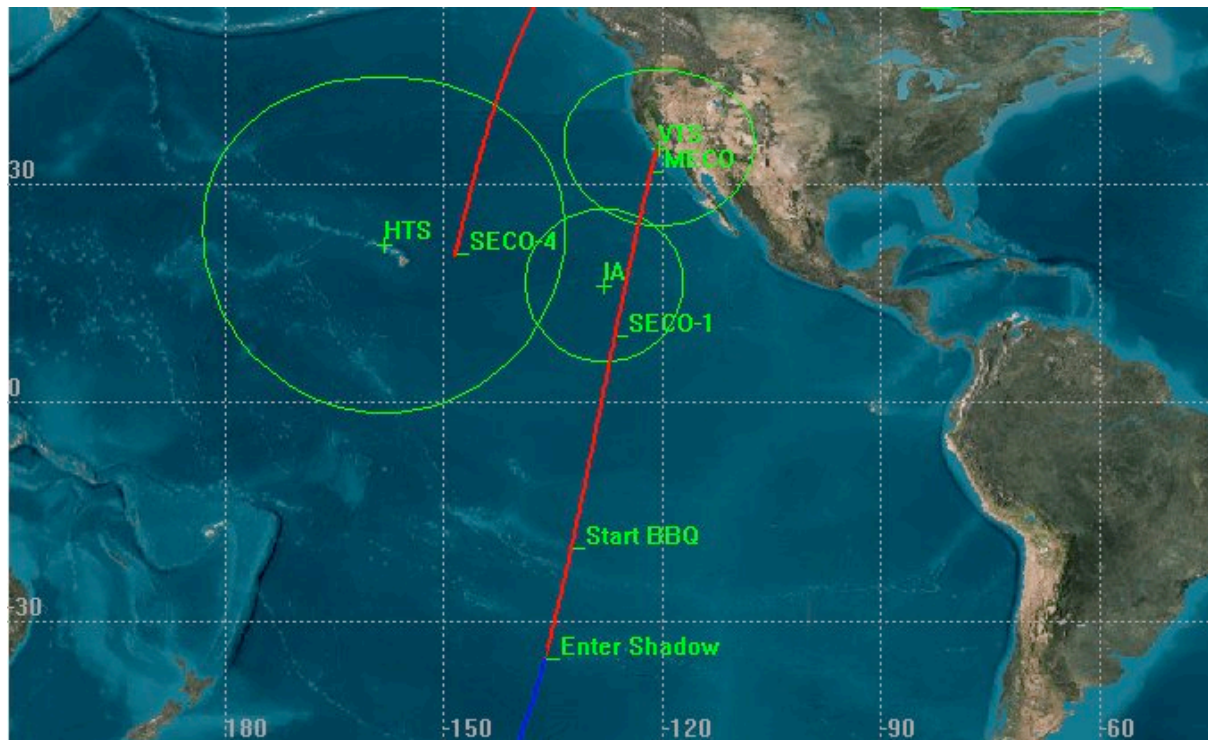 VTS
MECO
30
HTS
SECO-4
IA
SECO-1
0
Start BBQ
-30
Enter Shadow
180
-150
-120
-90
-60